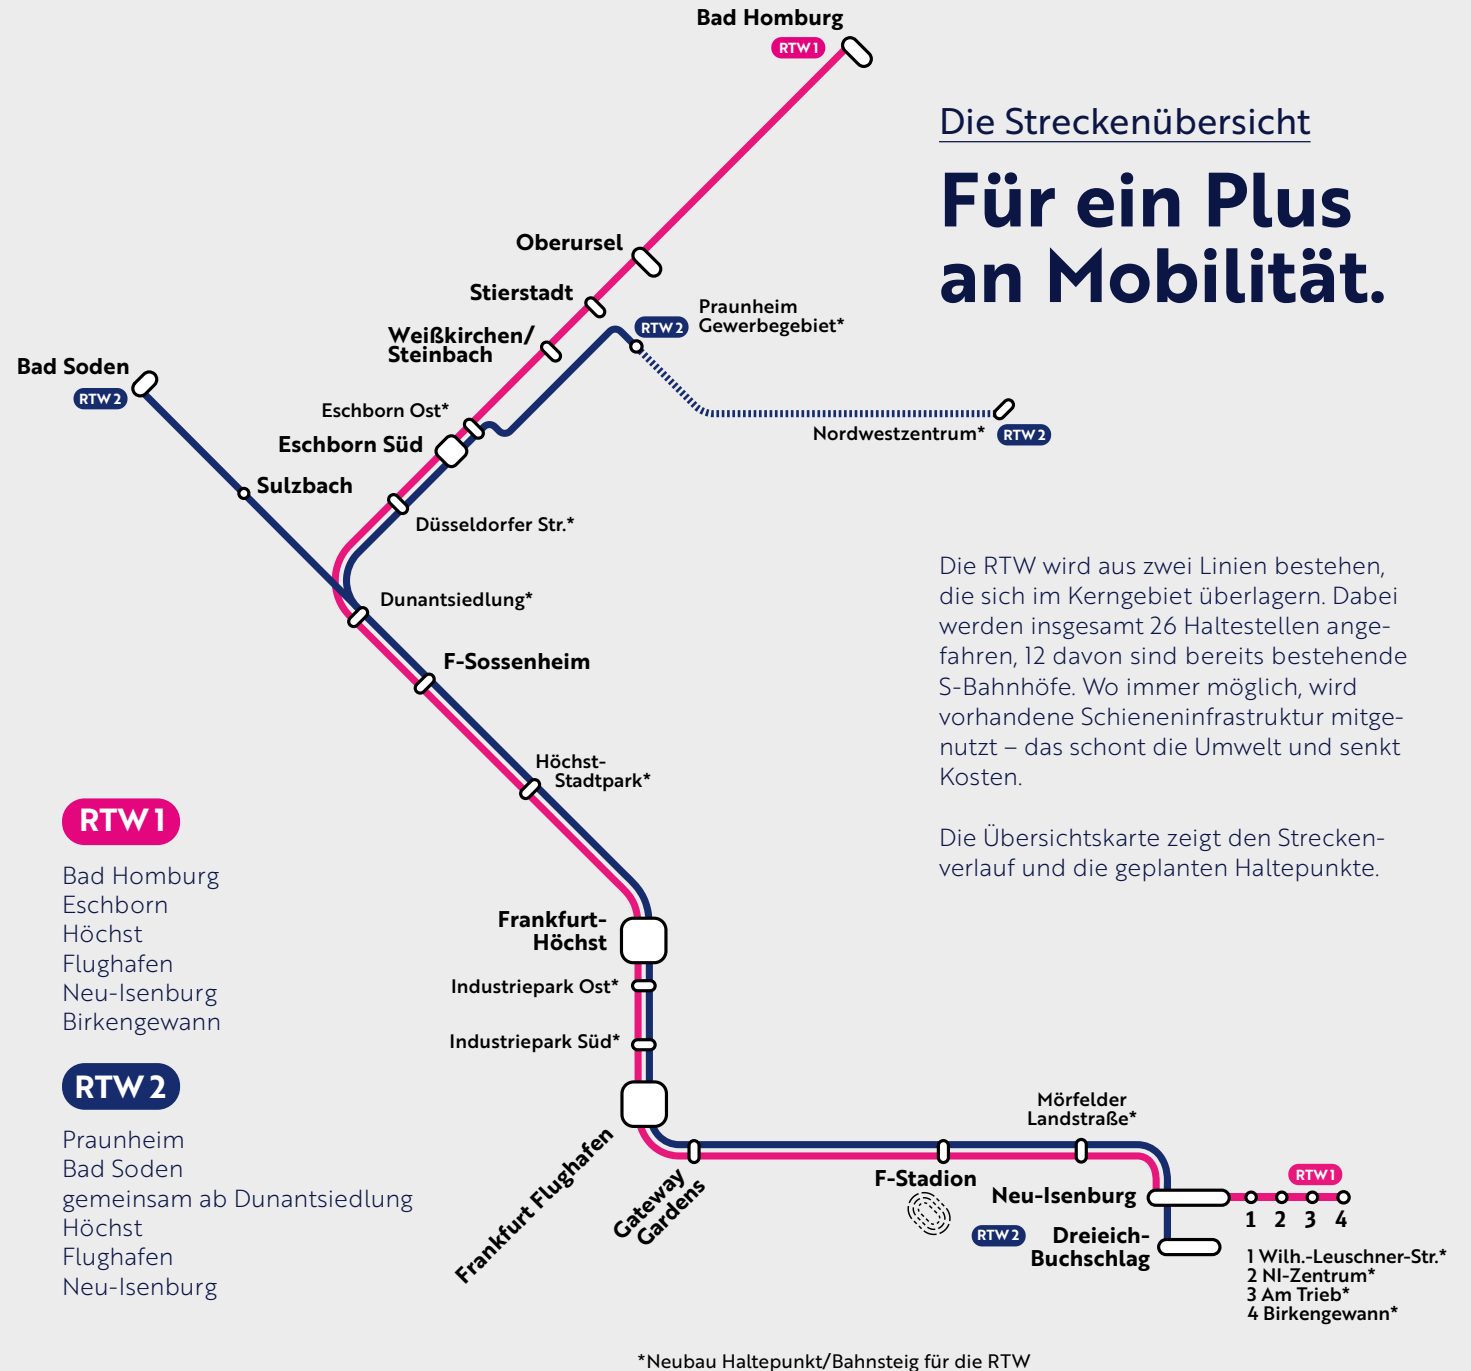 Bad Homburg
RTW 1
Die Streckenübersicht
Für ein Plus
an Mobilität.
Oberursel
Stierstadt
Weißkirchen/
Steinbach
RTW 2
Praunheim
Gewerbegebiet*
Bad Soden
RTW 2
Eschborn Ost*
Eschborn Süd
Nordwestzentrum*
RTW 2
Sulzbach
Düsseldorfer Str.*
Dunantsiedlung*
F-Sossenheim
Höchst-
Stadtpark*
Die RTW wird aus zwei Linien bestehen,
die sich im Kerngebiet überlagern. Dabei
werden insgesamt 26 Haltestellen ange-
fahren, 12 davon sind bereits bestehende
S-Bahnhöfe. Wo immer möglich, wird
vorhandene Schieneninfrastruktur mitge-
nutzt – das schont die Umwelt und senkt
Kosten.
Die Übersichtskarte zeigt den Strecken-
verlauf und die geplanten Haltepunkte.
RTW 1
Bad Homburg
Eschborn
Höchst
Flughafen
Neu-Isenburg
Birkengewann
RTW 2
Praunheim
Bad Soden
gemeinsam ab Dunantsiedlung
Höchst
Flughafen
Neu-Isenburg
Frankfurt-
Höchst
Industriepark Ost*
Industriepark Süd*
Frankfurt Flughafen
Gateway
Gardens
F-Stadion
Mörfelder
Landstraße*
Neu-Isenburg
RTW 2
Dreieich-
Buchschlag
RTW 1
1 2 3 4
1 Wilh.-Leuschner-Str.*
2 NI-Zentrum*
3 Am Trieb*
4 Birkengewann*
*Neubau Haltepunkt/Bahnsteig für die RTW